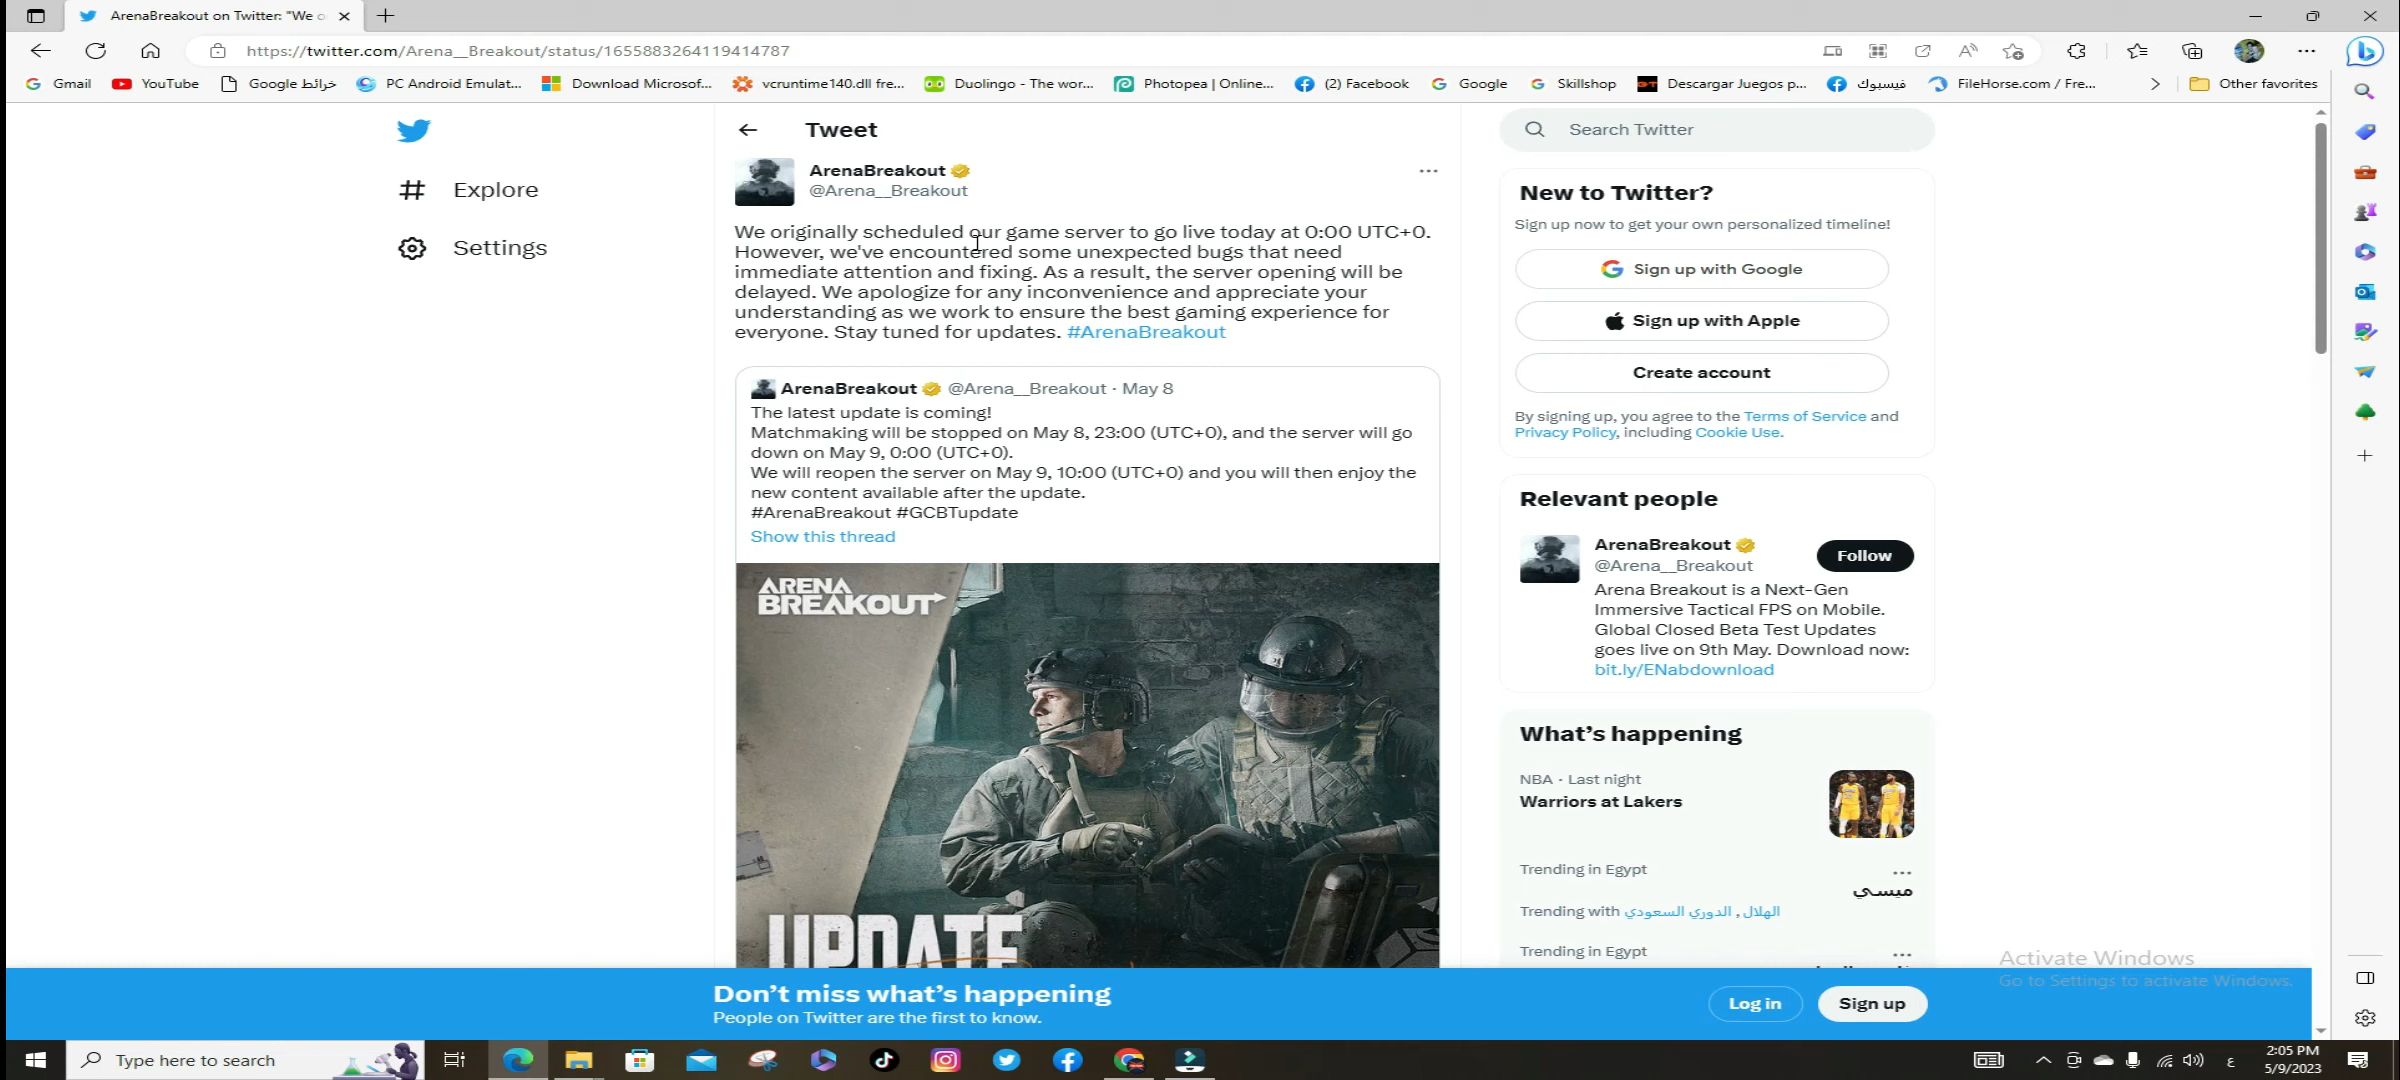 ArenaBreakout on Twitter: "We o
https://twitter.com/Arena__Breakout/status/1655883264119414787
Gmail
YouTube
خرائط Google
PC Android Emulat...
Download Microsof...
vcruntime140.dll fre...
Duolingo - The wor...
Photopea | Online...
(2) Facebook
Google
Skillshop
Descargar Juegos p...
فيسبوك
FileHorse.com / Fre...
Other favorites
Explore
Settings
Tweet
ArenaBreakout
@Arena__Breakout
We originally scheduled our game server to go live today at 0:00 UTC+0.
However, we've encountered some unexpected bugs that need
immediate attention and fixing. As a result, the server opening will be
delayed. We apologize for any inconvenience and appreciate your
understanding as we work to ensure the best gaming experience for
everyone. Stay tuned for updates. #ArenaBreakout
ArenaBreakout @Arena__Breakout · May 8
The latest update is coming!
Matchmaking will be stopped on May 8, 23:00 (UTC+0), and the server will go
down on May 9, 0:00 (UTC+0).
We will reopen the server on May 9, 10:00 (UTC+0) and you will then enjoy the
new content available after the update.
#ArenaBreakout #GCBTupdate
Show this thread
ARENA
BREAKOUT
UPDATE
Search Twitter
New to Twitter?
Sign up now to get your own personalized timeline!
Sign up with Google
Sign up with Apple
Create account
By signing up, you agree to the Terms of Service and
Privacy Policy, including Cookie Use.
Relevant people
ArenaBreakout
@Arena__Breakout
Follow
Arena Breakout is a Next-Gen
Immersive Tactical FPS on Mobile.
Global Closed Beta Test Updates
goes live on 9th May. Download now:
bit.ly/ENabdownload
What's happening
NBA · Last night
Warriors at Lakers
Trending in Egypt
ميسي
Trending with الهلال, الدوري السعودي
Trending in Egypt
Activate Windows
Go to Settings to activate Windows.
Don't miss what's happening
People on Twitter are the first to know.
Log in
Sign up
Type here to search
ع
2:05 PM
5/9/2023